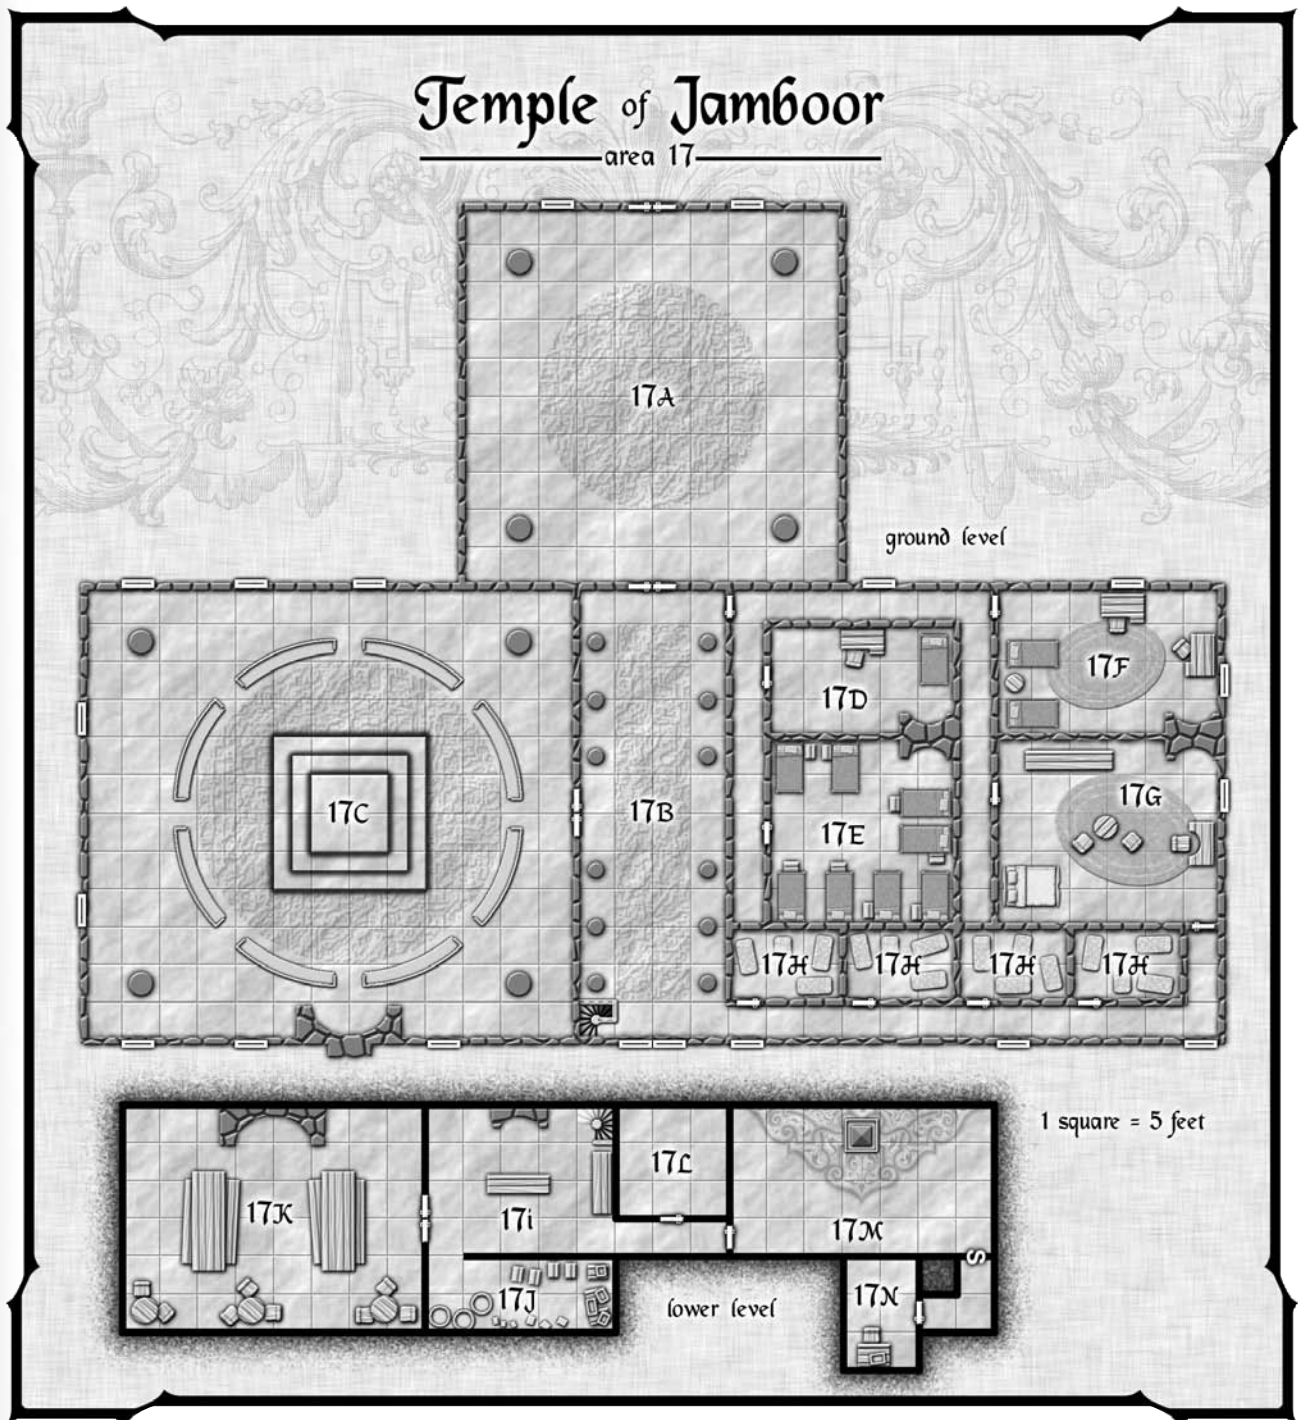 Temple of Jamboor
area 17
17A
ground level
17F
17D
17G
17C
17B
17E
17H
17H
17H
17H
1 square = 5 feet
17L
17K
17i
17M
17J
17N
lower level
S